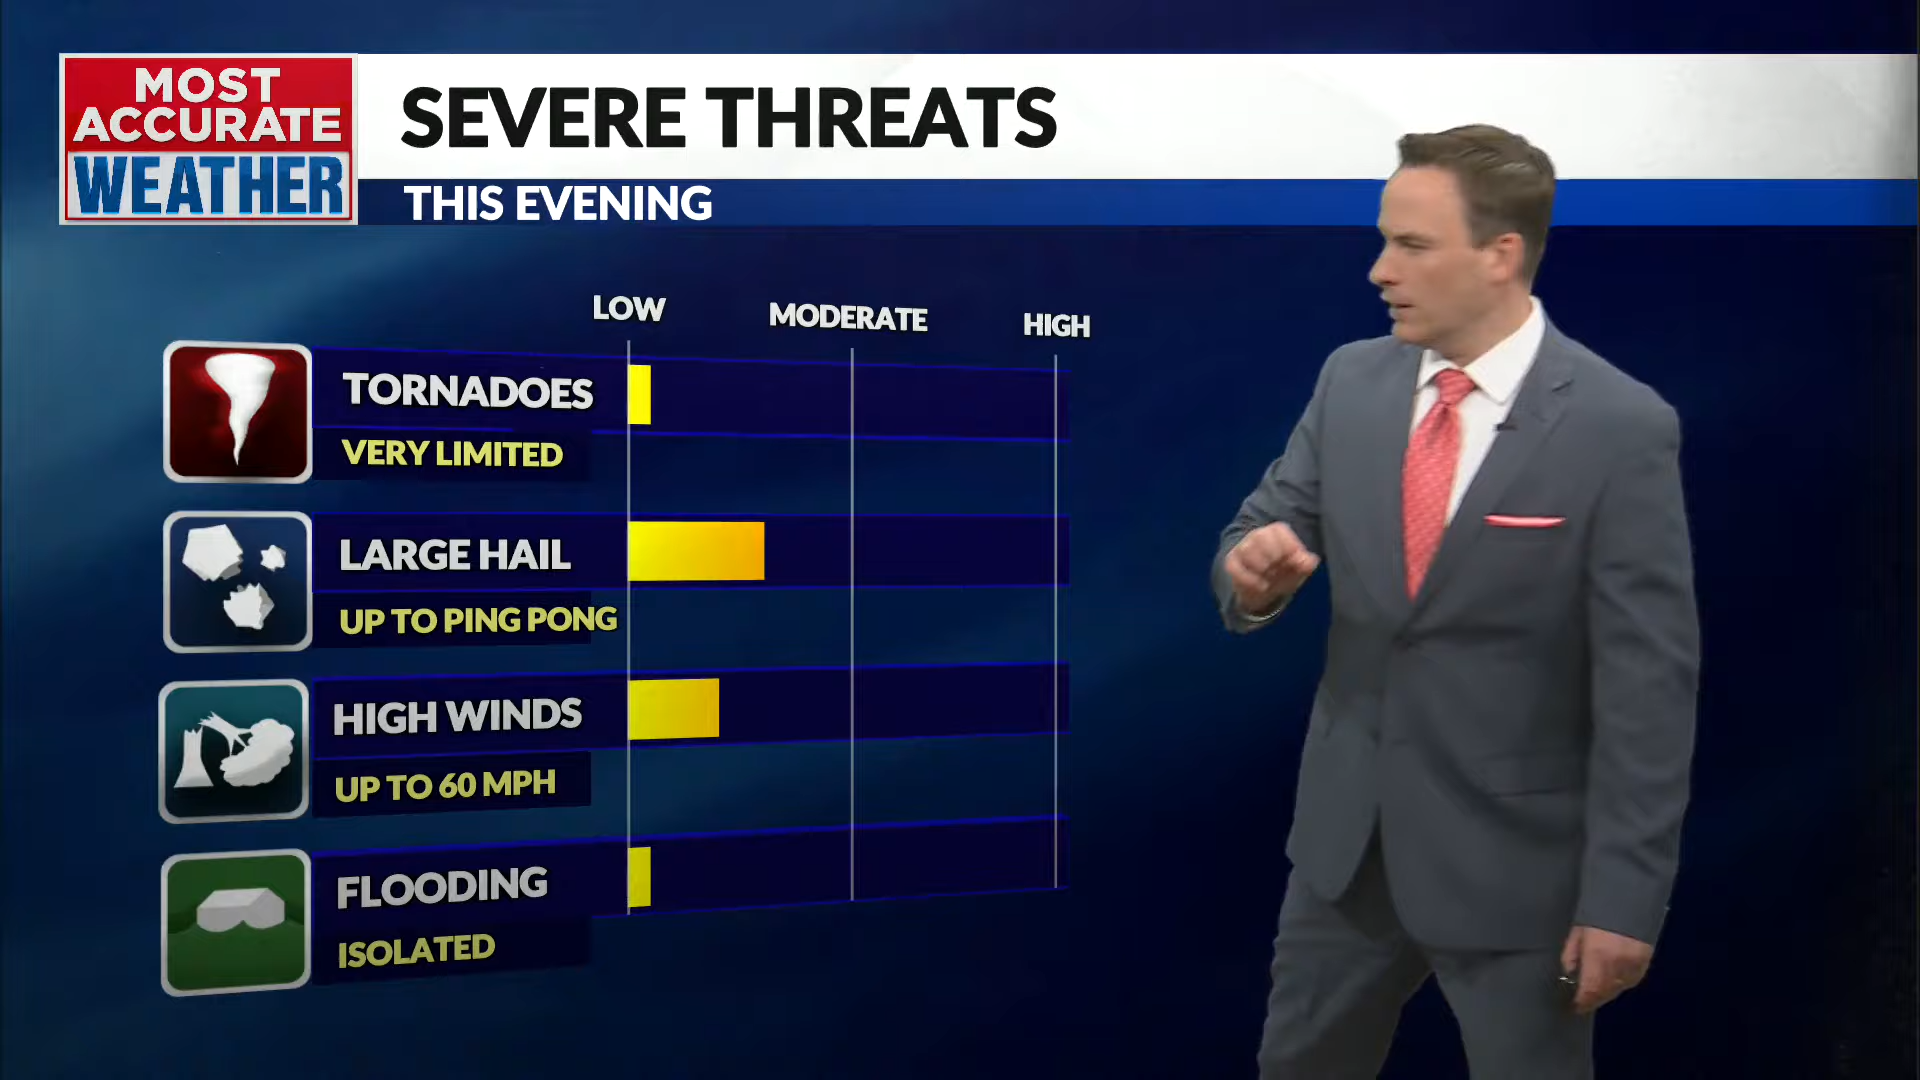 MOST
ACCURATE
WEATHER
SEVERE THREATS
THIS EVENING
LOW
MODERATE
HIGH
TORNADOES
VERY LIMITED
LARGE HAIL
UP TO PING PONG
HIGH WINDS
UP TO 60 MPH
FLOODING
ISOLATED